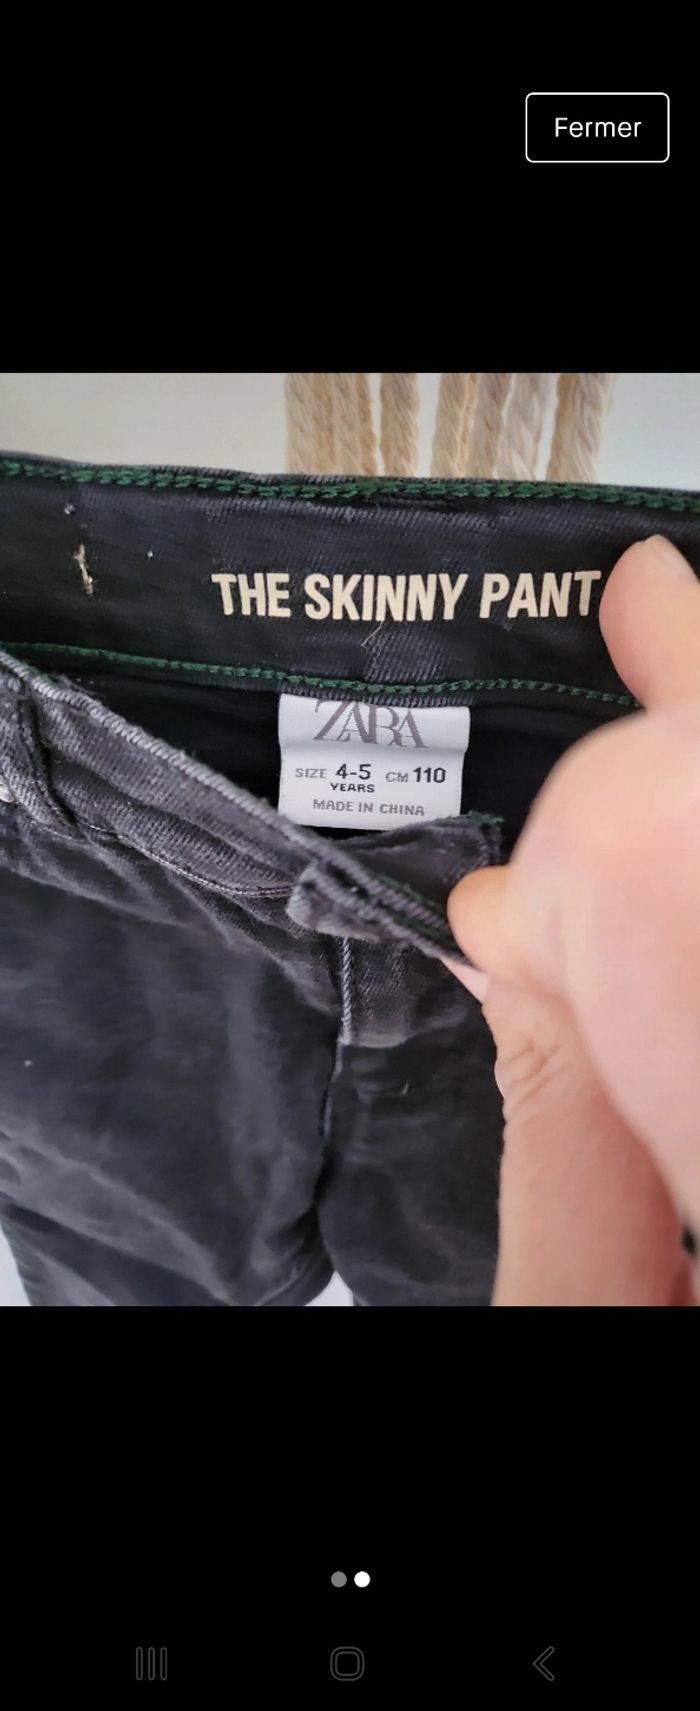 Fermer
THE SKINNY PANT
ZARA
SIZE 4-5 CM 110
YEARS
MADE IN CHINA